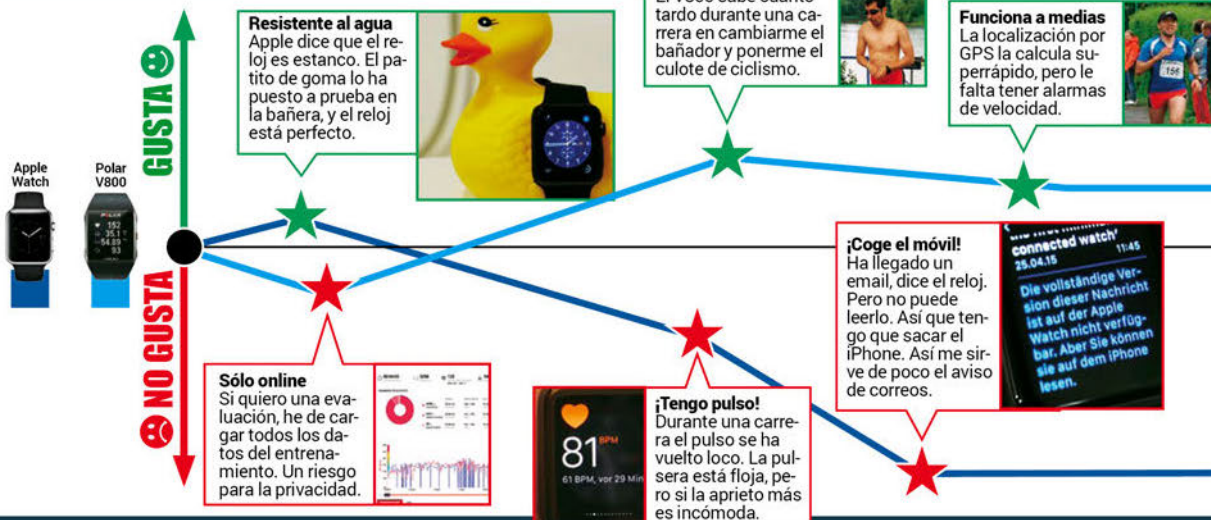 GUSTA
NO GUSTA
Apple
Watch
Polar
V800
Resistente al agua
Apple dice que el re-
loj es estanco. El pa-
tito de goma lo ha
puesto a prueba en
la bañera, y el reloj
está perfecto.
tardo durante una ca-
rrera en cambiarme el
bañador y ponerme el
culote de ciclismo.
Funciona a medias
La localización por
GPS la calcula su-
perrápido, pero le
falta tener alarmas
de velocidad.
Sólo online
Si quiero una eva-
luación, he de car-
gar todos los da-
tos del entrena-
miento. Un riesgo
para la privacidad.
81 BPM
61 BPM, vor 29 Min
¡Tengo pulso!
Durante una carre-
ra el pulso se ha
vuelto loco. La pul-
sera está floja, pe-
ro si la aprieto más
es incómoda.
¡Coge el móvil!
Ha llegado un
email, dice el reloj.
Pero no puede
leerlo. Así que ten-
go que sacar el
iPhone. Así me sir-
ve de poco el aviso
de correos.
connected watch'
25.04.15 11:45
Die vollständige Ver-
sion dieser Nachricht
ist auf der Apple
Watch nicht verfüg-
bar. Aber Sie können
sie auf dem iPhone
lesen.